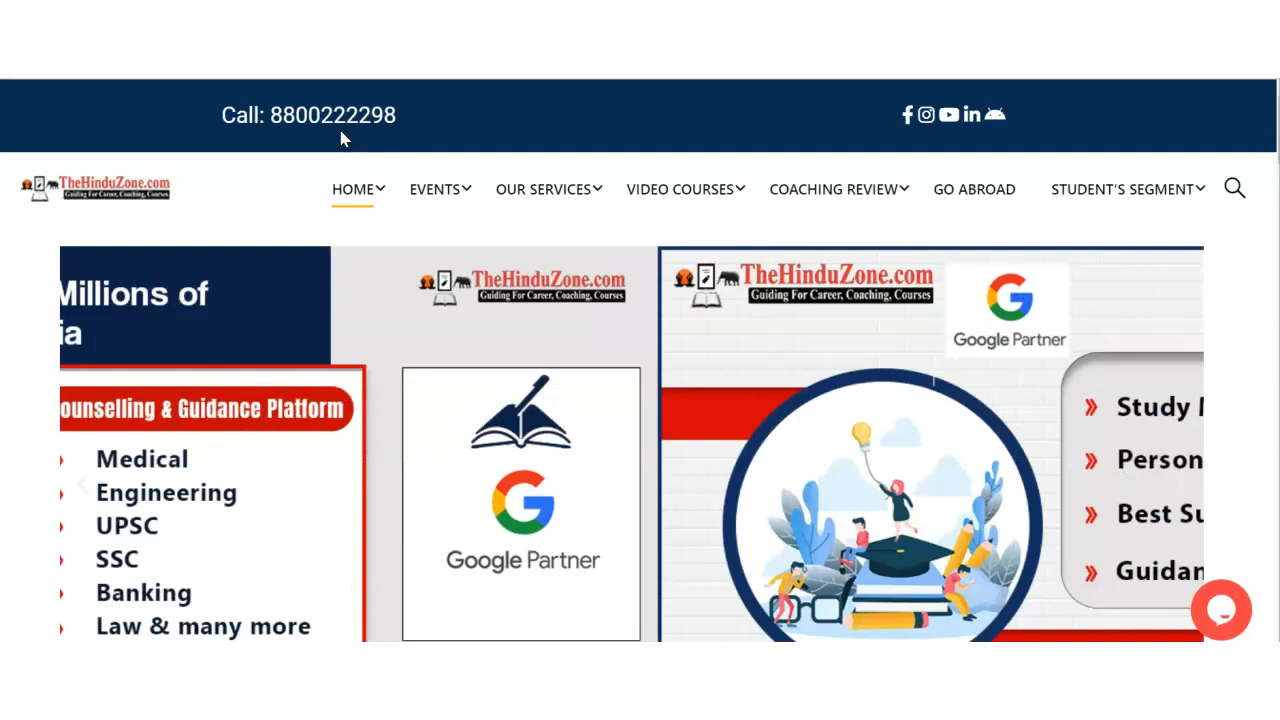 Call: 8800222298
TheHinduZone.com
Guiding For Career, Coaching, Courses
HOME EVENTS OUR SERVICES VIDEO COURSES COACHING REVIEW GO ABROAD STUDENT'S SEGMENT
Millions of
ia
ounselling & Guidance Platform
Medical
Engineering
UPSC
SSC
Banking
Law & many more
TheHinduZone.com
Guiding For Career, Coaching, Courses
Google Partner
TheHinduZone.com
Guiding For Career, Coaching, Courses
Google Partner
Study
Person
Best Su
Guidan